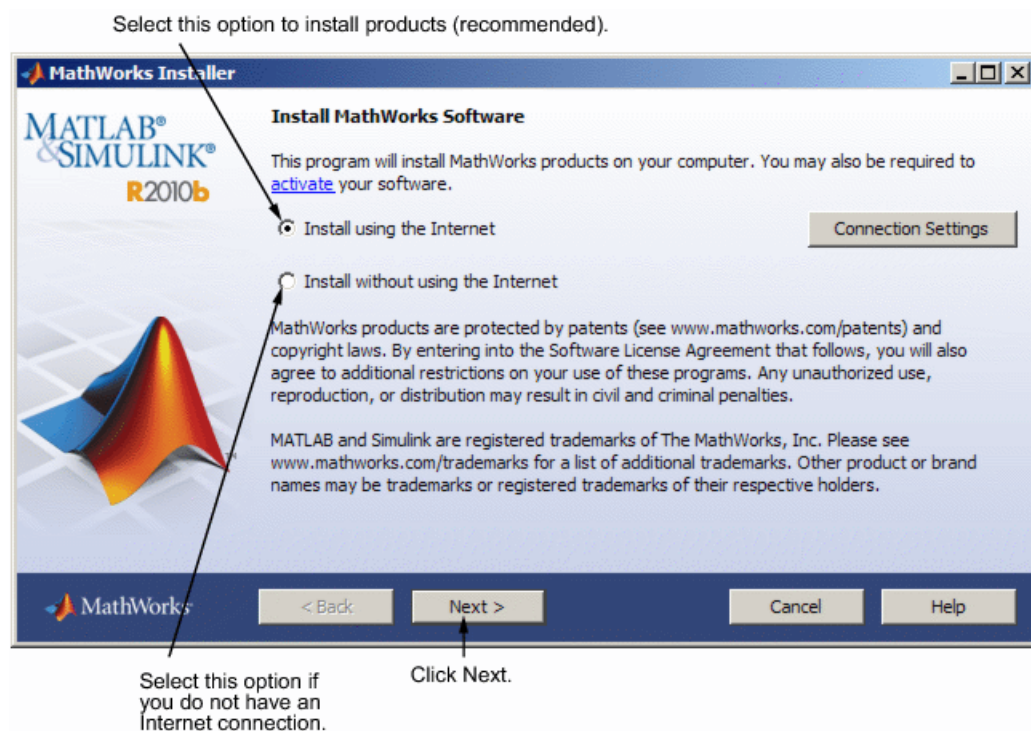 Select this option to install products (recommended).
MathWorks Installer
MATLAB®
&SIMULINK®
R2010b
Install MathWorks Software
This program will install MathWorks products on your computer. You may also be required to
activate your software.
Install using the Internet
Connection Settings
Install without using the Internet
MathWorks products are protected by patents (see www.mathworks.com/patents) and
copyright laws. By entering into the Software License Agreement that follows, you will also
agree to additional restrictions on your use of these programs. Any unauthorized use,
reproduction, or distribution may result in civil and criminal penalties.
MATLAB and Simulink are registered trademarks of The MathWorks, Inc. Please see
www.mathworks.com/trademarks for a list of additional trademarks. Other product or brand
names may be trademarks or registered trademarks of their respective holders.
MathWorks
< Back
Next >
Cancel
Help
Select this option if
you do not have an
Internet connection.
Click Next.